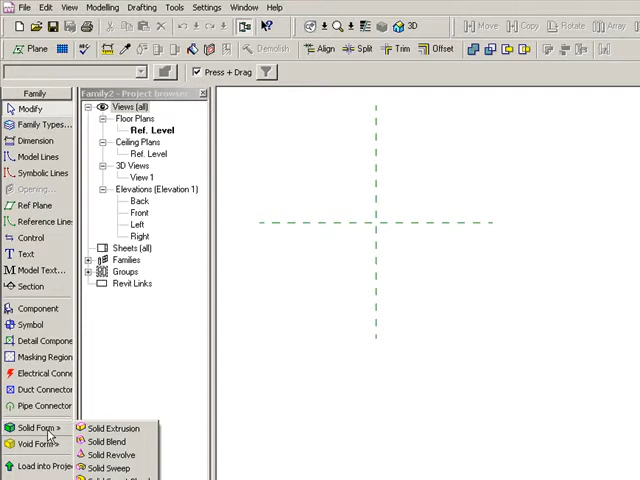 File Edit View Modelling Drafting Tools Settings Window Help
3D Move Copy Rotate Array
Plane Demolish Align Split Trim Offset
Press + Drag
Family
Family2 - Project browser
Modify
Family Types...
Dimension
Model Lines
Symbolic Lines
Opening...
Ref Plane
Reference Lines
Control
Text
Model Text...
Section
Component
Symbol
Detail Compone
Masking Region
Electrical Conne
Duct Connector
Pipe Connector
Solid Form »
Void Form »
Load into Proje
Views (all)
Floor Plans
Ref. Level
Ceiling Plans
Ref. Level
3D Views
View 1
Elevations (Elevation 1)
Back
Front
Left
Right
Sheets (all)
Families
Groups
Revit Links
Solid Extrusion
Solid Blend
Solid Revolve
Solid Sweep